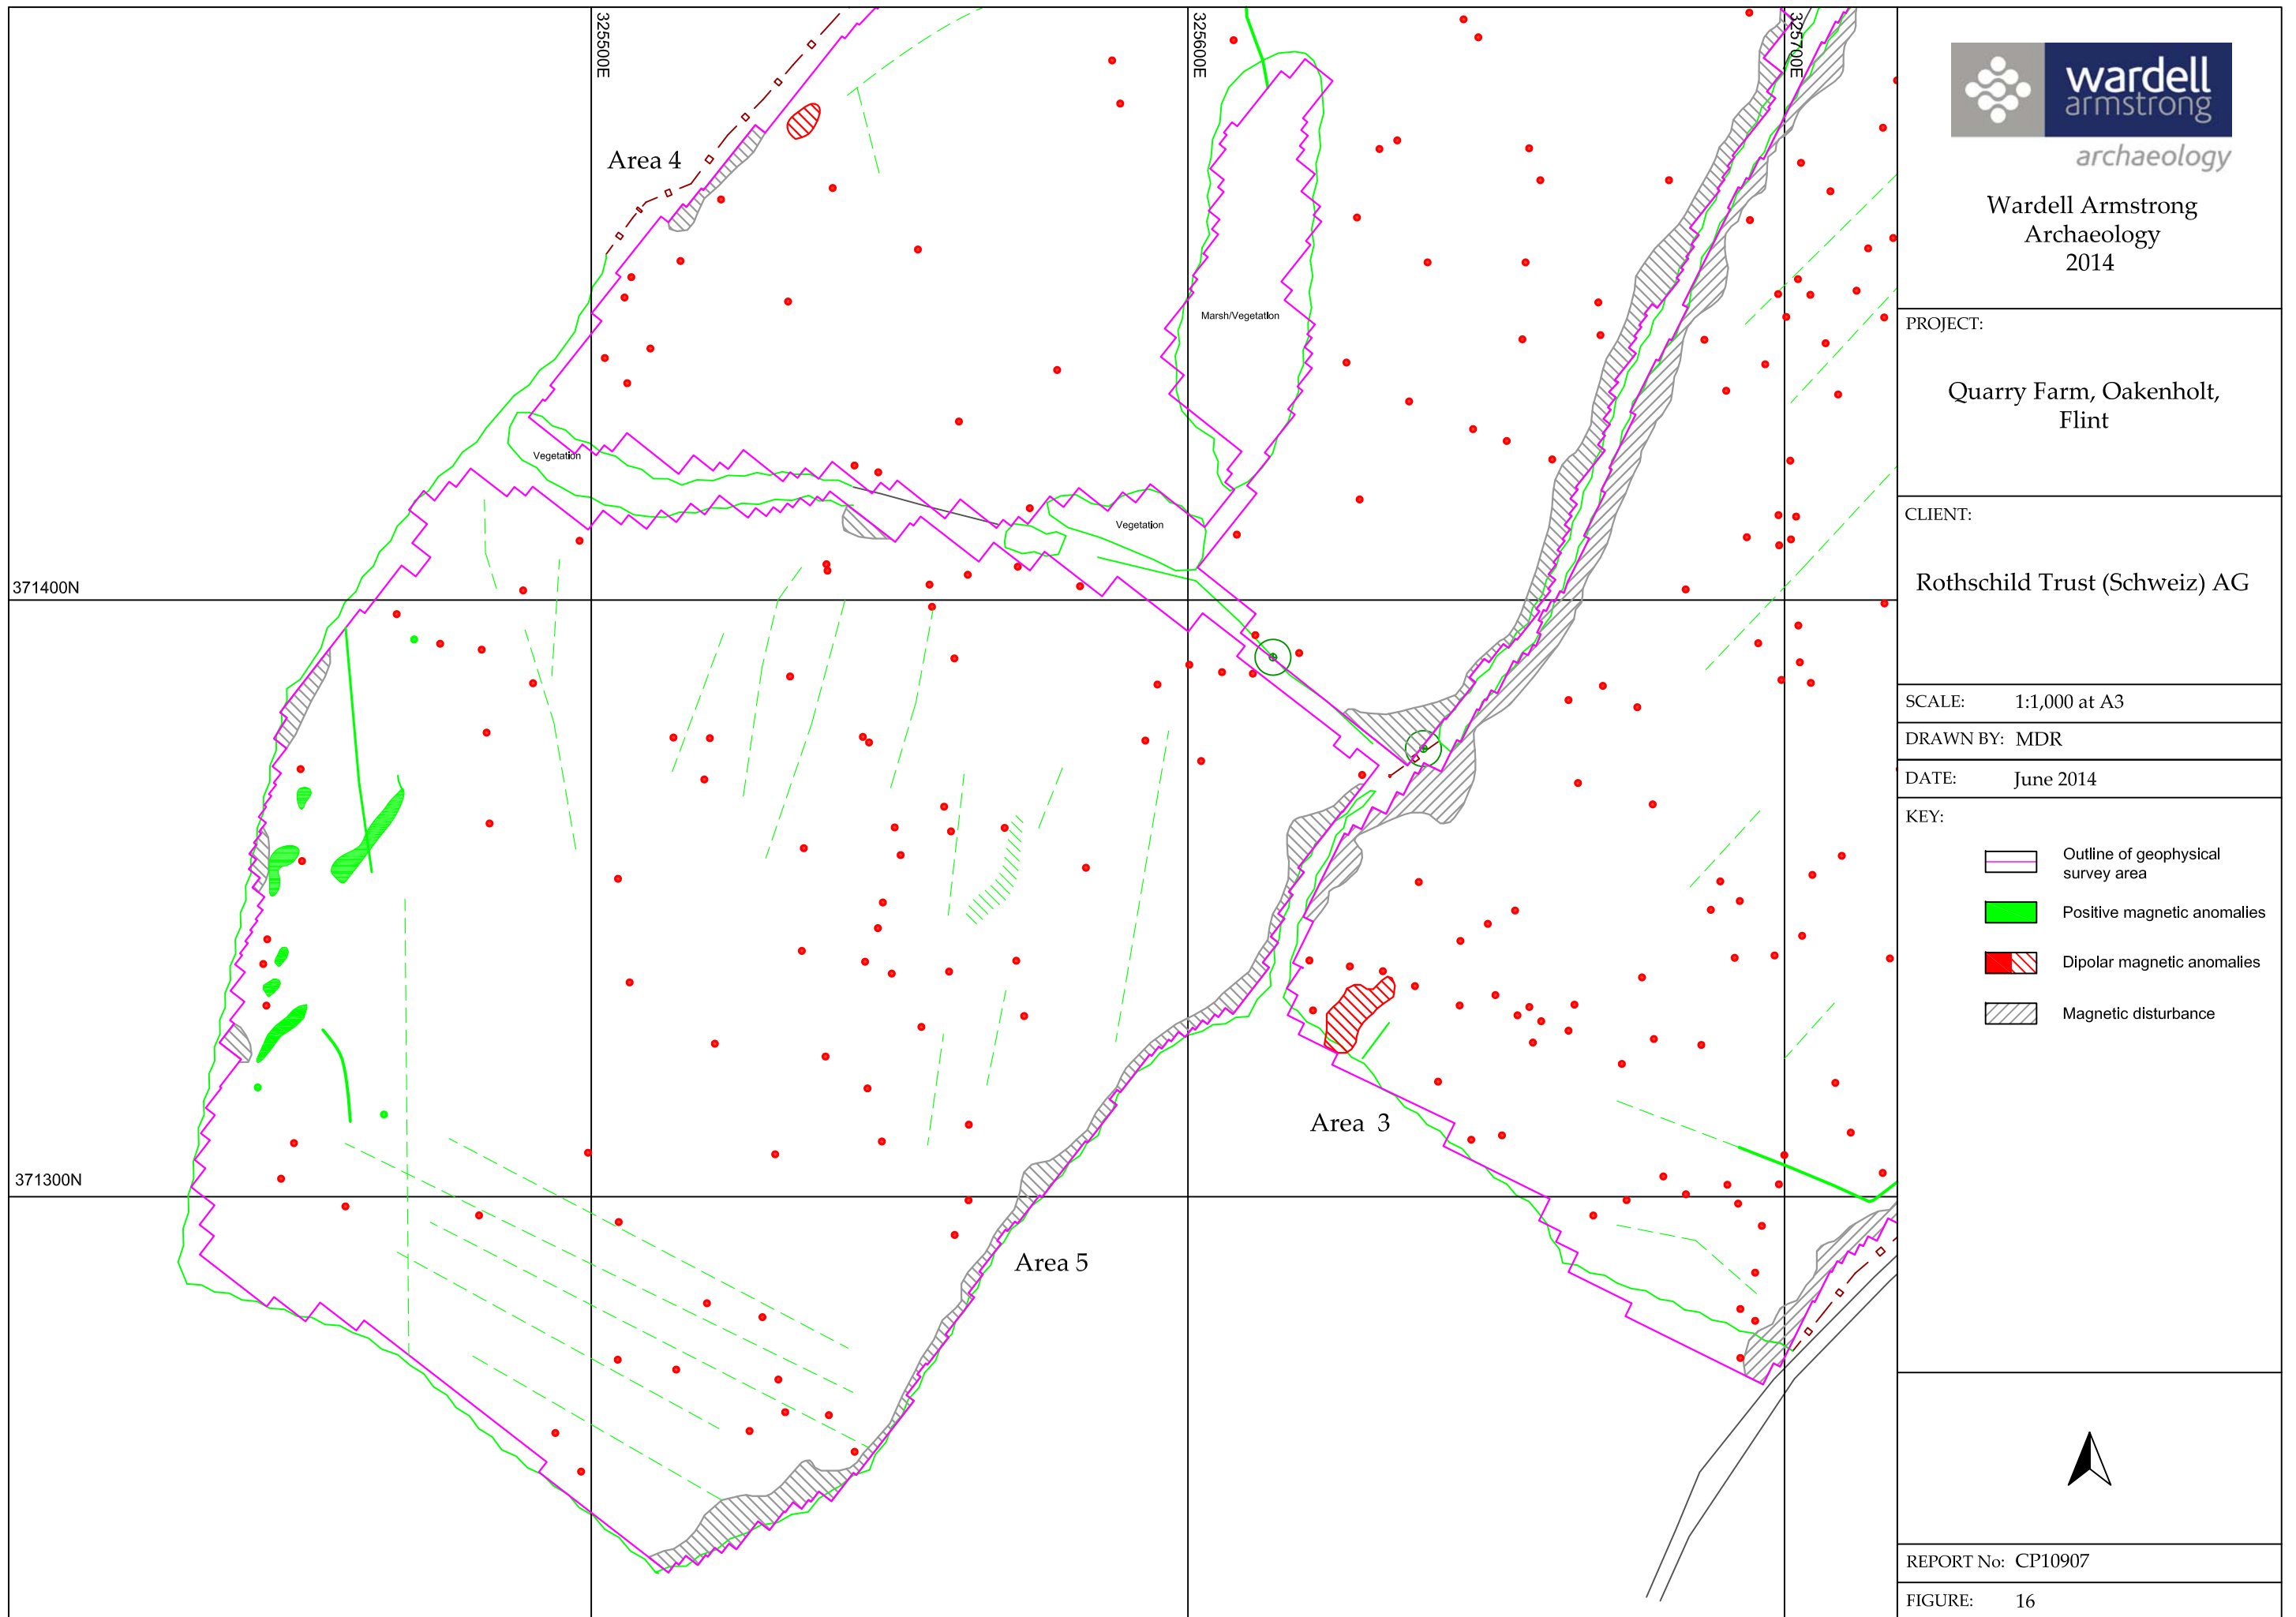 325500E
325600E
325700E
Area 4
Marsh/Vegetation
Vegetation
Vegetation
371400N
Area 3
371300N
Area 5
wardell
armstrong
archaeology
Wardell Armstrong
Archaeology
2014
PROJECT:
Quarry Farm, Oakenholt,
Flint
CLIENT:
Rothschild Trust (Schweiz) AG
SCALE: 1:1,000 at A3
DRAWN BY: MDR
DATE: June 2014
KEY:
Outline of geophysical
survey area
Positive magnetic anomalies
Dipolar magnetic anomalies
Magnetic disturbance
REPORT No: CP10907
FIGURE: 16